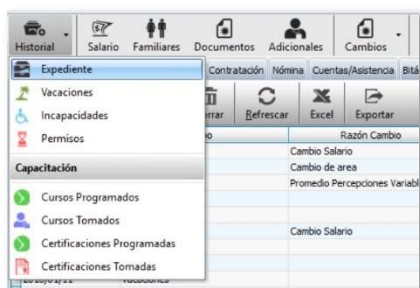 Historial Salario Familiares Documentos Adicionales Cambios
Expediente Contratación Nómina Cuentas/Asistencia
Vacaciones
Refrescar Excel Exportar
Incapacidades
Permisos Razón Cambio
Cambio Salario
Capacitación Cambio de area
Promedio Percepciones
Cursos Programados
Cursos Tomados Cambio Salario
Certificaciones Programadas
Certificaciones Tomadas